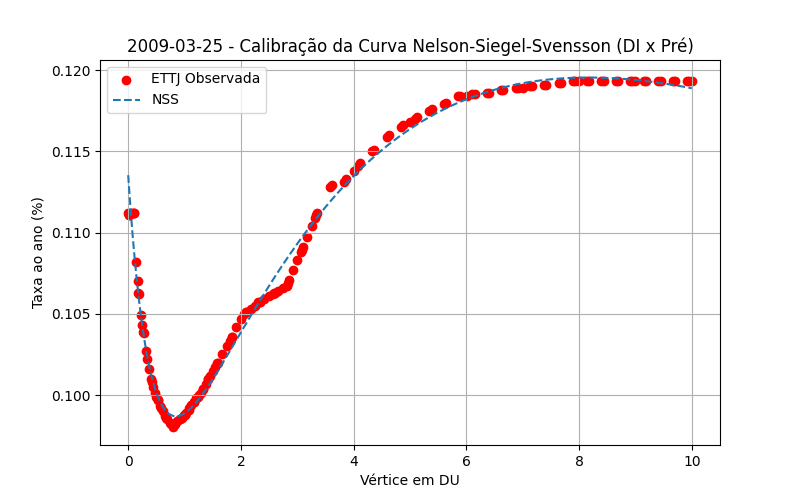 2009-03-25 - Calibração da Curva Nelson-Siegel-Svensson (DI x Pré)
ETTJ Observada
NSS
Taxa ao ano (%)
0.120
0.115
0.110
0.105
0.100
0 2 4 6 8 10
Vértice em DU